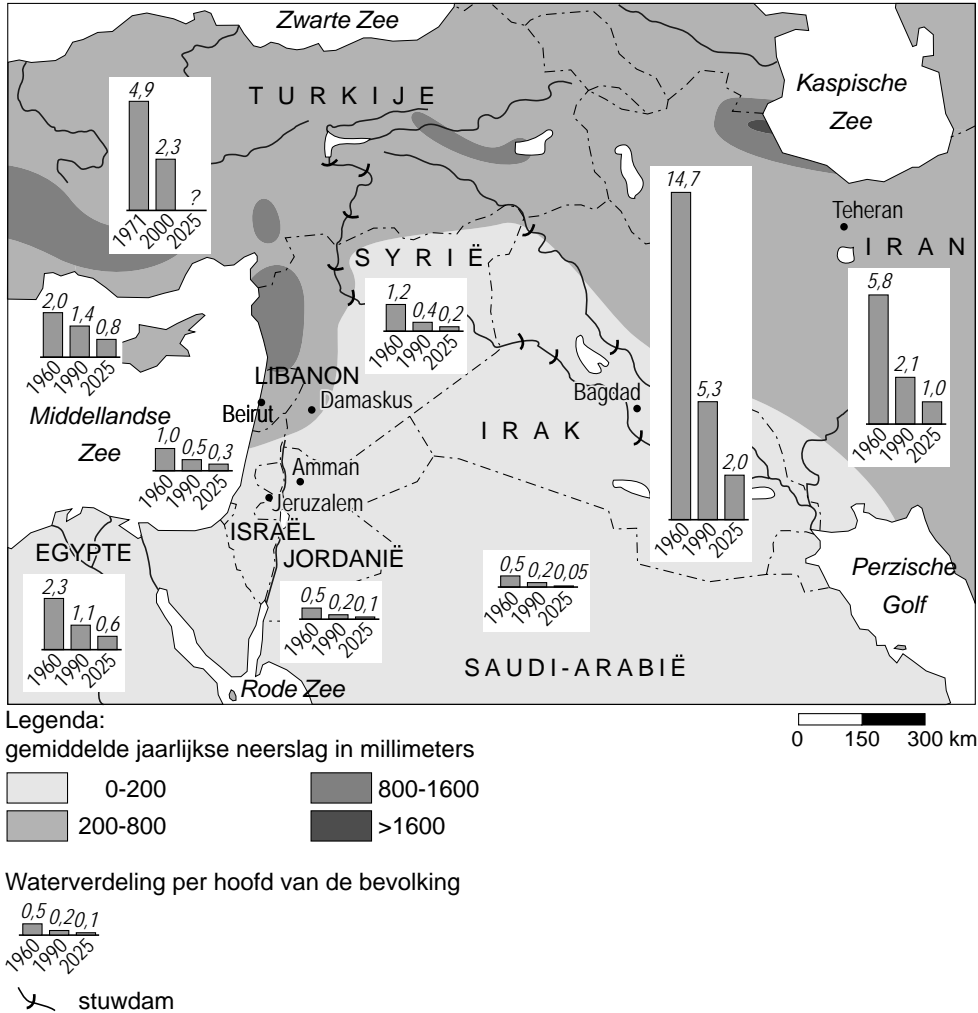 Zwarte Zee
Kaspische
Zee
TURKIJE
4,9
2,3
?
1971
2000
2025
14,7
5,3
2,0
1960
1990
2025
Teheran
IRAN
5,8
2,1
1,0
1960
1990
2025
SYRIË
1,2
0,4
0,2
1960
1990
2025
2,0
1,4
0,8
1960
1990
2025
LIBANON
Beirut
Damaskus
Bagdad
Middellandse
Zee
IRAK
1,0
0,5
0,3
1960
1990
2025
Amman
Jeruzalem
ISRAËL
EGYPTE
JORDANIË
2,3
1,1
0,6
1960
1990
2025
0,5
0,2
0,1
1960
1990
2025
0,5
0,2
0,05
1960
1990
2025
Perzische
Golf
SAUDI-ARABIË
Rode Zee
Legenda:
gemiddelde jaarlijkse neerslag in millimeters
0-200
800-1600
200-800
>1600
0 150 300 km
Waterverdeling per hoofd van de bevolking
0,5
0,2
0,1
1960
1990
2025
stuwdam